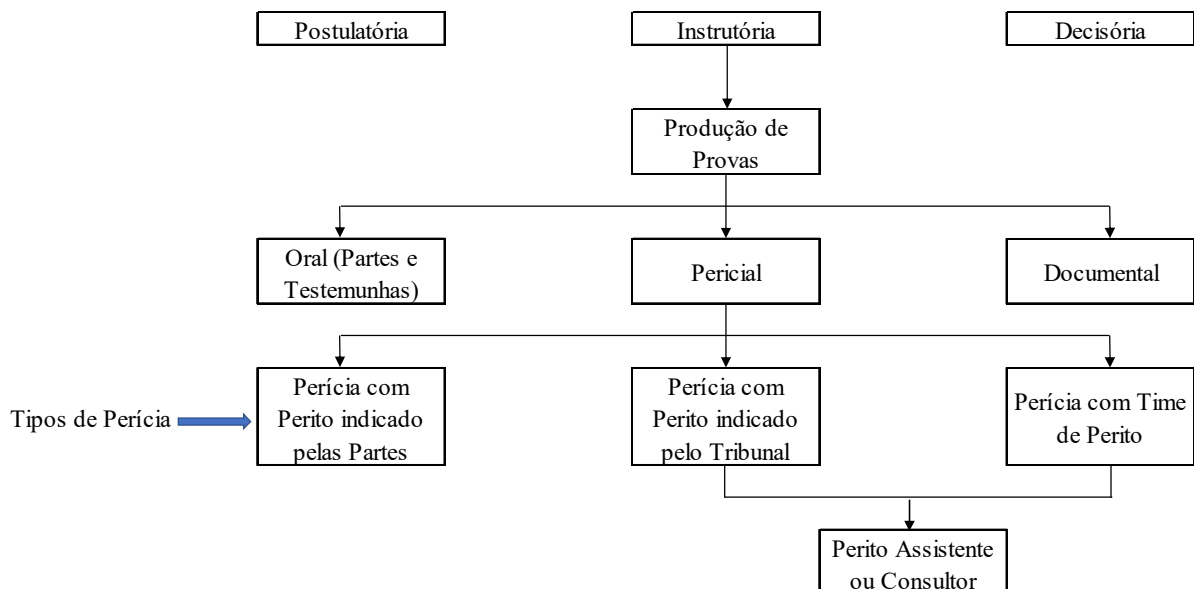 Postulatória
Instrutória
Decisória
Produção de
Provas
Oral (Partes e
Testemunhas)
Pericial
Documental
Tipos de Perícia
Perícia com
Perito indicado
pelas Partes
Perícia com
Perito indicado
pelo Tribunal
Perícia com Time
de Perito
Perito Assistente
ou Consultor